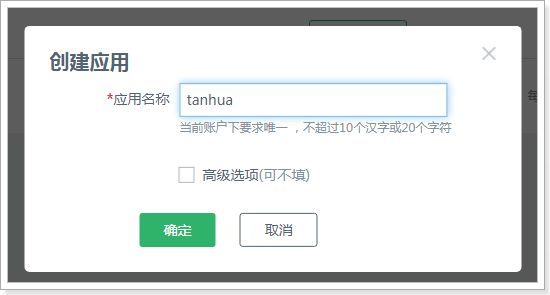 创建应用
*应用名称 tanhua
当前账户下要求唯一，不超过10个汉字或20个字符
高级选项(可不填)
确定 取消